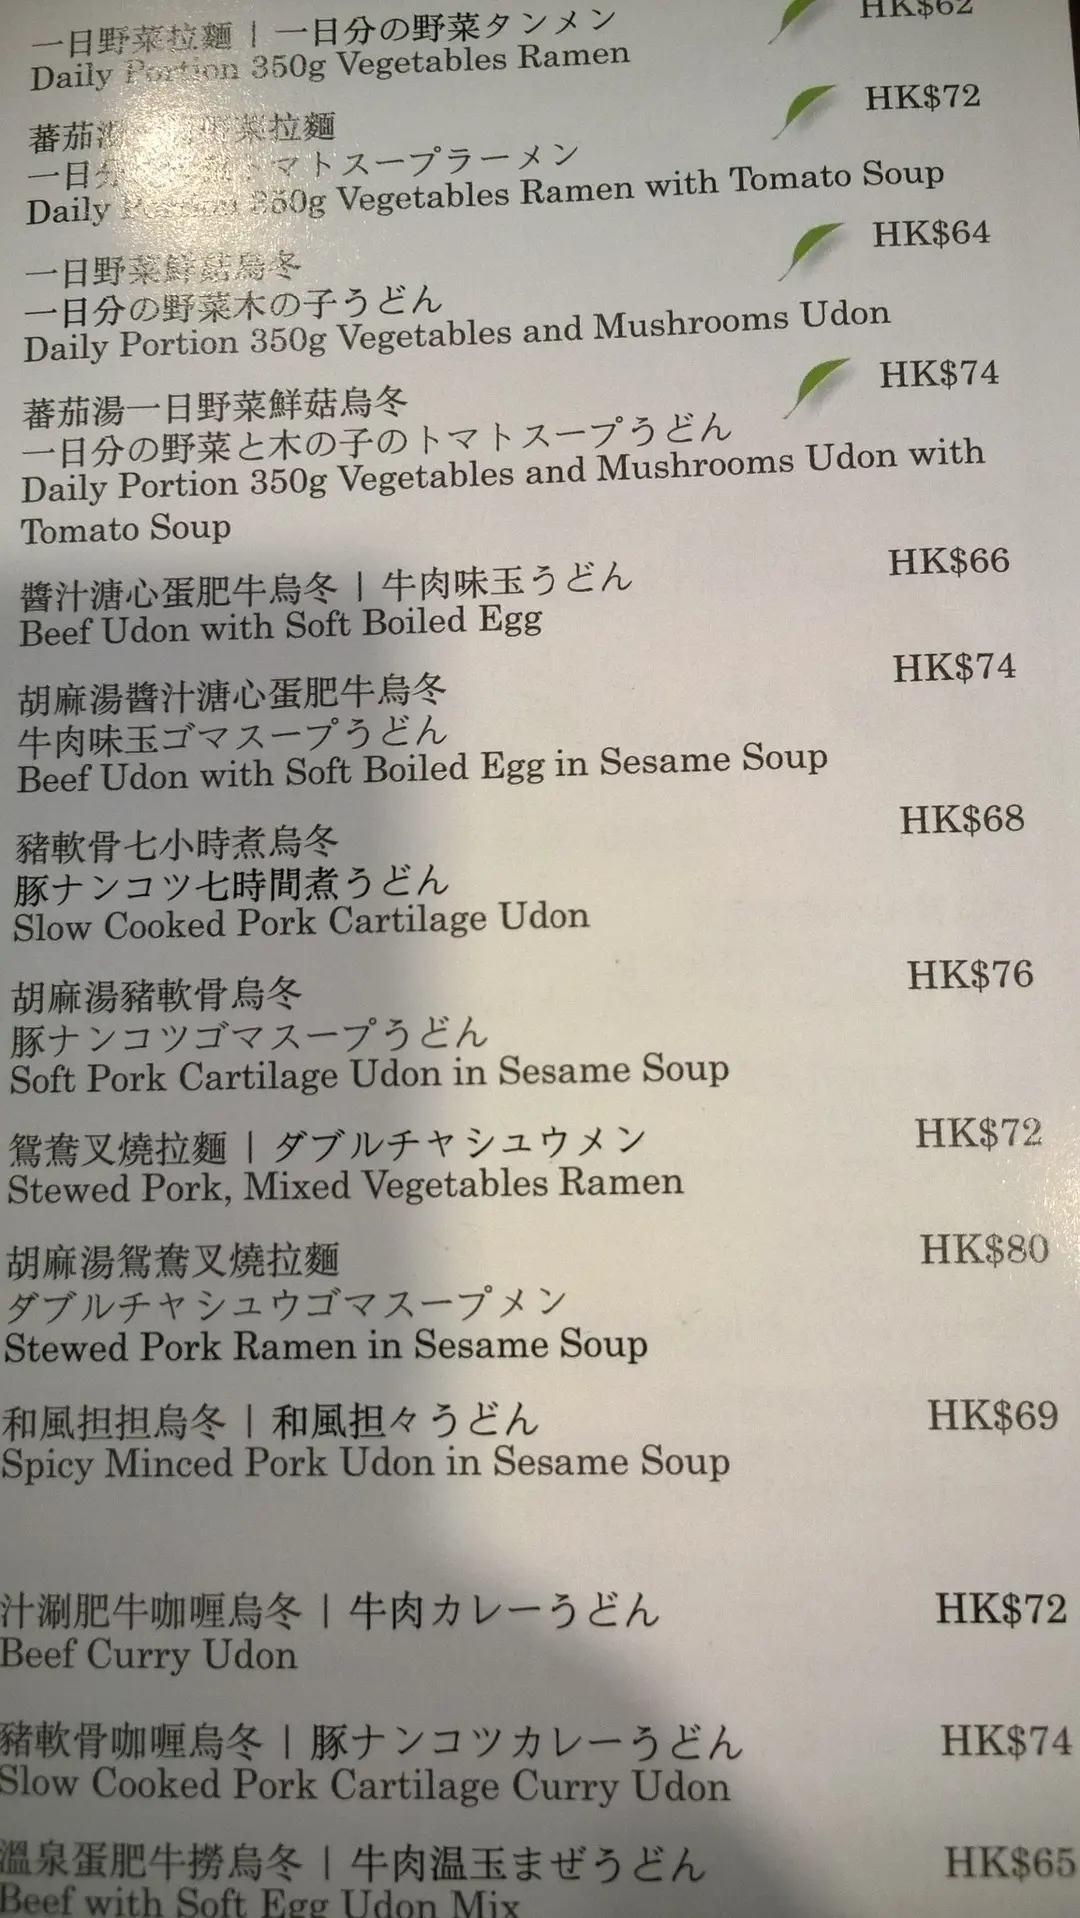 一日野菜拉麵 | 一日分の野菜タンメン HK$62
Daily Portion 350g Vegetables Ramen
蕃茄湯 野菜拉麵 HK$72
一日分 トマトスープラーメン
Daily Portion 350g Vegetables Ramen with Tomato Soup
一日野菜鮮菇烏冬 HK$64
一日分の野菜木の子うどん
Daily Portion 350g Vegetables and Mushrooms Udon
蕃茄湯一日野菜鮮菇烏冬 HK$74
一日分の野菜と木の子のトマトスープうどん
Daily Portion 350g Vegetables and Mushrooms Udon with
Tomato Soup
醬汁溏心蛋肥牛烏冬 | 牛肉味玉うどん HK$66
Beef Udon with Soft Boiled Egg
胡麻湯醬汁溏心蛋肥牛烏冬 HK$74
牛肉味玉ゴマスープうどん
Beef Udon with Soft Boiled Egg in Sesame Soup
豬軟骨七小時煮烏冬 HK$68
豚ナンコツ七時間煮うどん
Slow Cooked Pork Cartilage Udon
胡麻湯豬軟骨烏冬 HK$76
豚ナンコツゴマスープうどん
Soft Pork Cartilage Udon in Sesame Soup
鴛鴦叉燒拉麵 | ダブルチャシュウメン HK$72
Stewed Pork, Mixed Vegetables Ramen
胡麻湯鴛鴦叉燒拉麵 HK$80
ダブルチャシュウゴマスープメン
Stewed Pork Ramen in Sesame Soup
和風担担烏冬 | 和風担々うどん HK$69
Spicy Minced Pork Udon in Sesame Soup
汁涮肥牛咖喱烏冬 | 牛肉カレーうどん HK$72
Beef Curry Udon
豬軟骨咖喱烏冬 | 豚ナンコツカレーうどん HK$74
Slow Cooked Pork Cartilage Curry Udon
溫泉蛋肥牛撈烏冬 | 牛肉温玉まぜうどん HK$65
Beef with Soft Egg Udon Mix